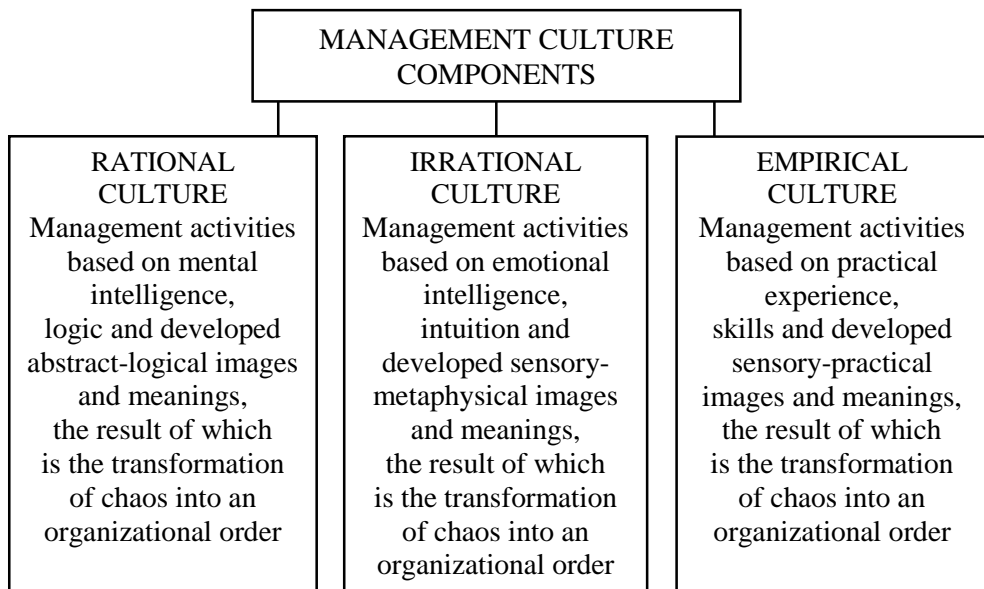 MANAGEMENT CULTURE
COMPONENTS
RATIONAL
CULTURE
Management activities
based on mental
intelligence,
logic and developed
abstract-logical images
and meanings,
the result of which
is the transformation
of chaos into an
organizational order
IRRATIONAL
CULTURE
Management activities
based on emotional
intelligence,
intuition and
developed sensory-
metaphysical images
and meanings,
the result of which
is the transformation
of chaos into an
organizational order
EMPIRICAL
CULTURE
Management activities
based on practical
experience,
skills and developed
sensory-practical
images and meanings,
the result of which
is the transformation
of chaos into an
organizational order